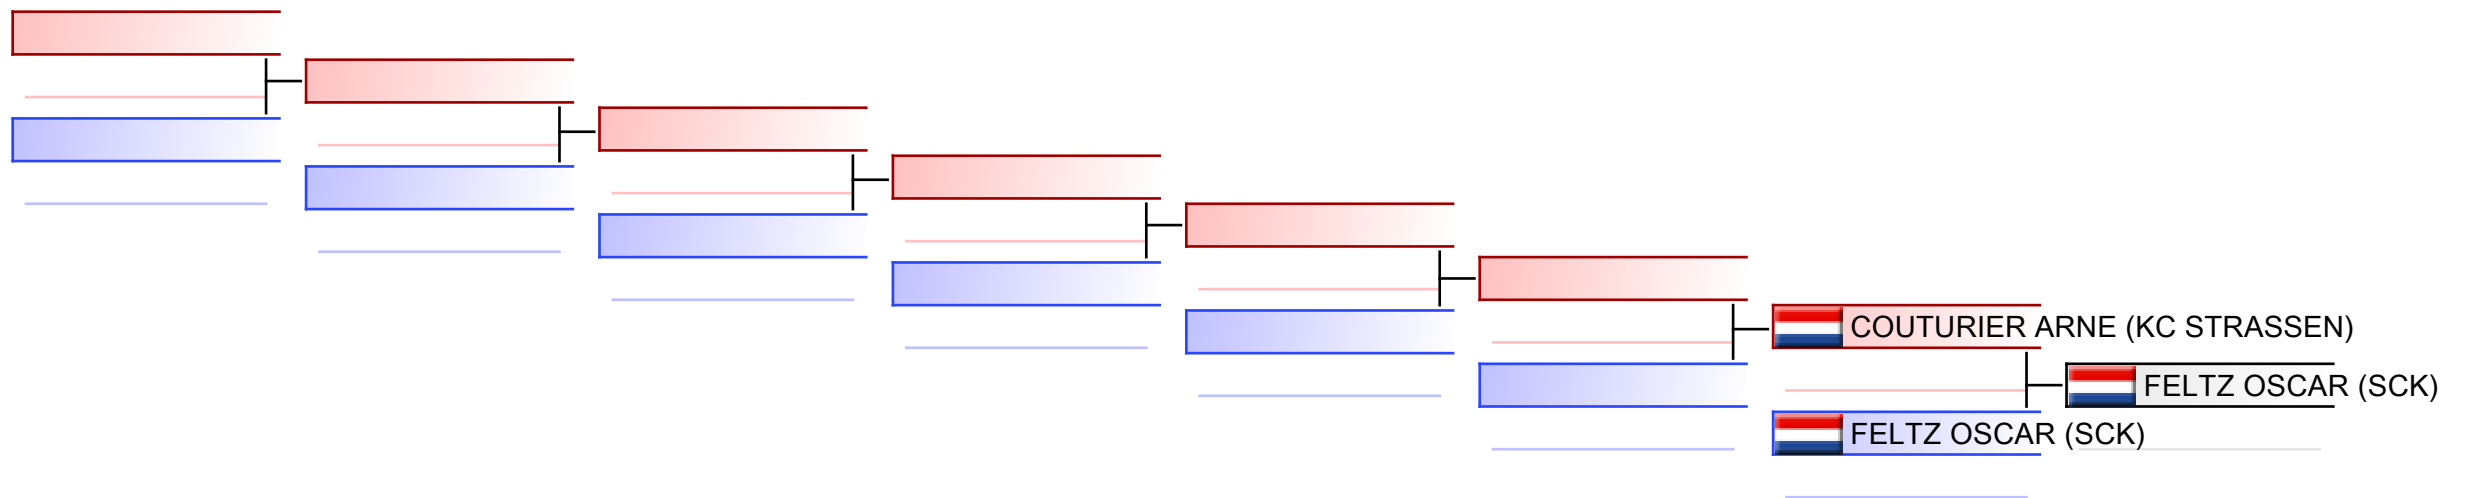 COUTURIER ARNE (KC STRASSEN)
FELTZ OSCAR (SCK)
FELTZ OSCAR (SCK)